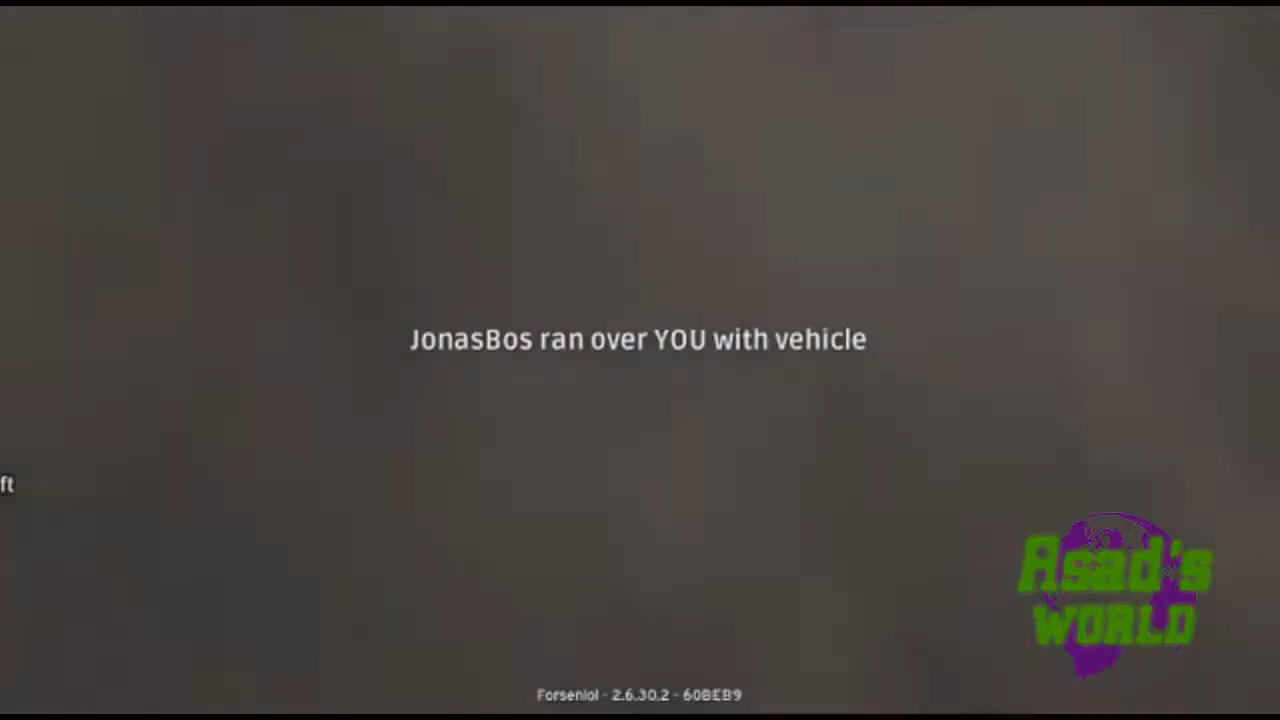 JonasBos ran over YOU with vehicle
ft
Asad's
WORLD
Forsenlol - 2.6.30.2 - 60BEB9